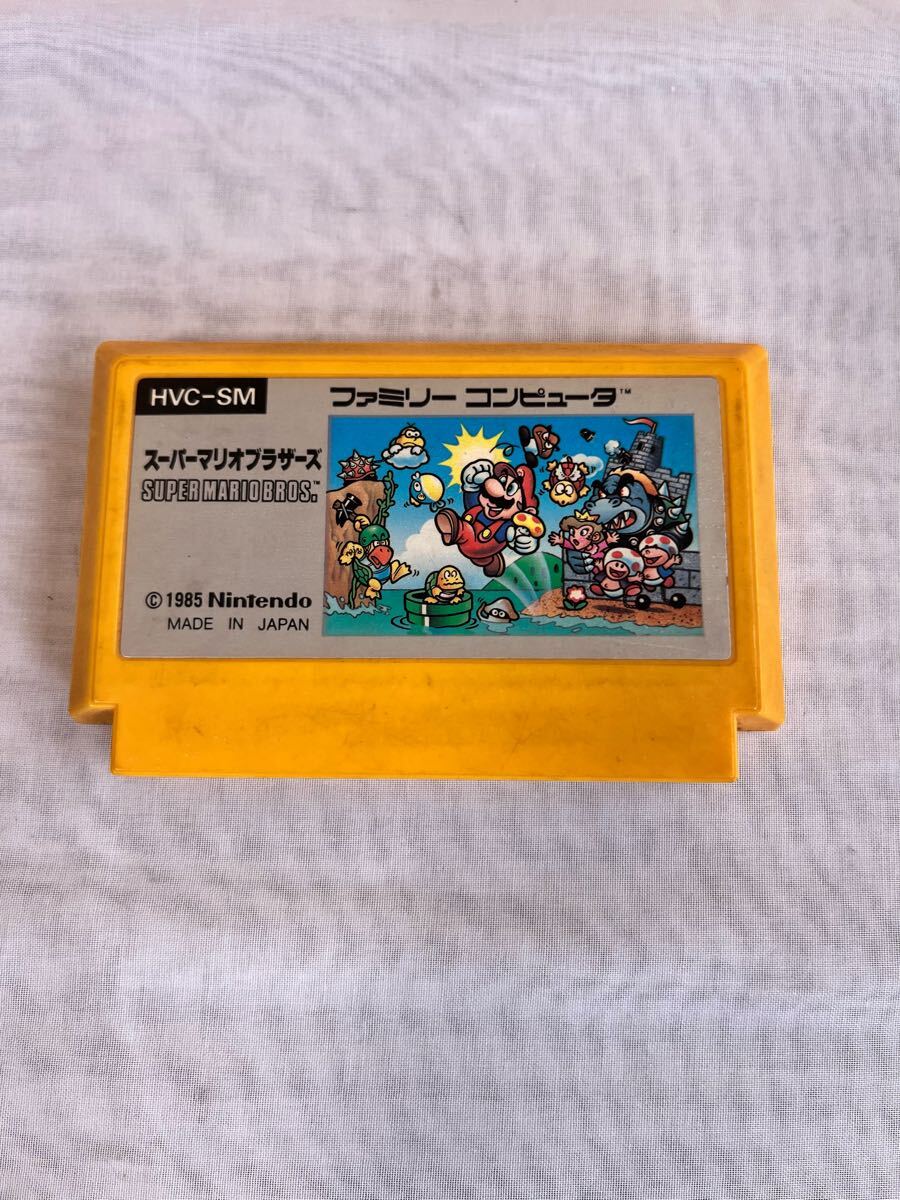 HVC-SM
ファミリー コンピュータ™
スーパーマリオブラザーズ
SUPER MARIO BROS.™
© 1985 Nintendo
MADE IN JAPAN